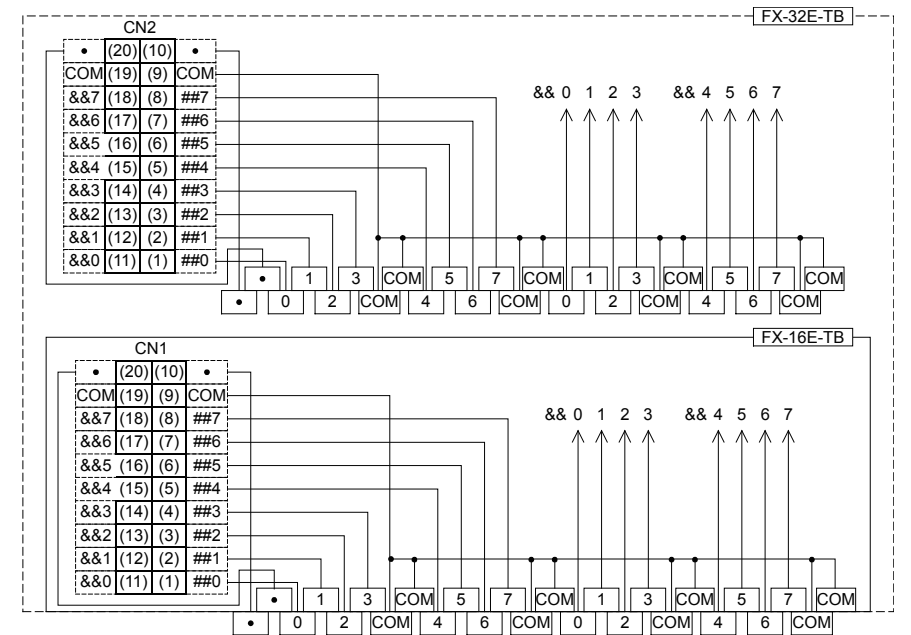 FX-32E-TB
CN2
• (20) (10) •
COM (19) (9) COM
&&7 (18) (8) ##7
&&6 (17) (7) ##6
&&5 (16) (6) ##5
&&4 (15) (5) ##4
&&3 (14) (4) ##3
&&2 (13) (3) ##2
&&1 (12) (2) ##1
&&0 (11) (1) ##0
&& 0 1 2 3 && 4 5 6 7
• 1 3 COM 5 7 COM 1 3 COM 5 7 COM
• 0 2 COM 4 6 COM 0 2 COM 4 6 COM
FX-16E-TB
CN1
• (20) (10) •
COM (19) (9) COM
&&7 (18) (8) ##7
&&6 (17) (7) ##6
&&5 (16) (6) ##5
&&4 (15) (5) ##4
&&3 (14) (4) ##3
&&2 (13) (3) ##2
&&1 (12) (2) ##1
&&0 (11) (1) ##0
&& 0 1 2 3 && 4 5 6 7
• 1 3 COM 5 7 COM 1 3 COM 5 7 COM
• 0 2 COM 4 6 COM 0 2 COM 4 6 COM